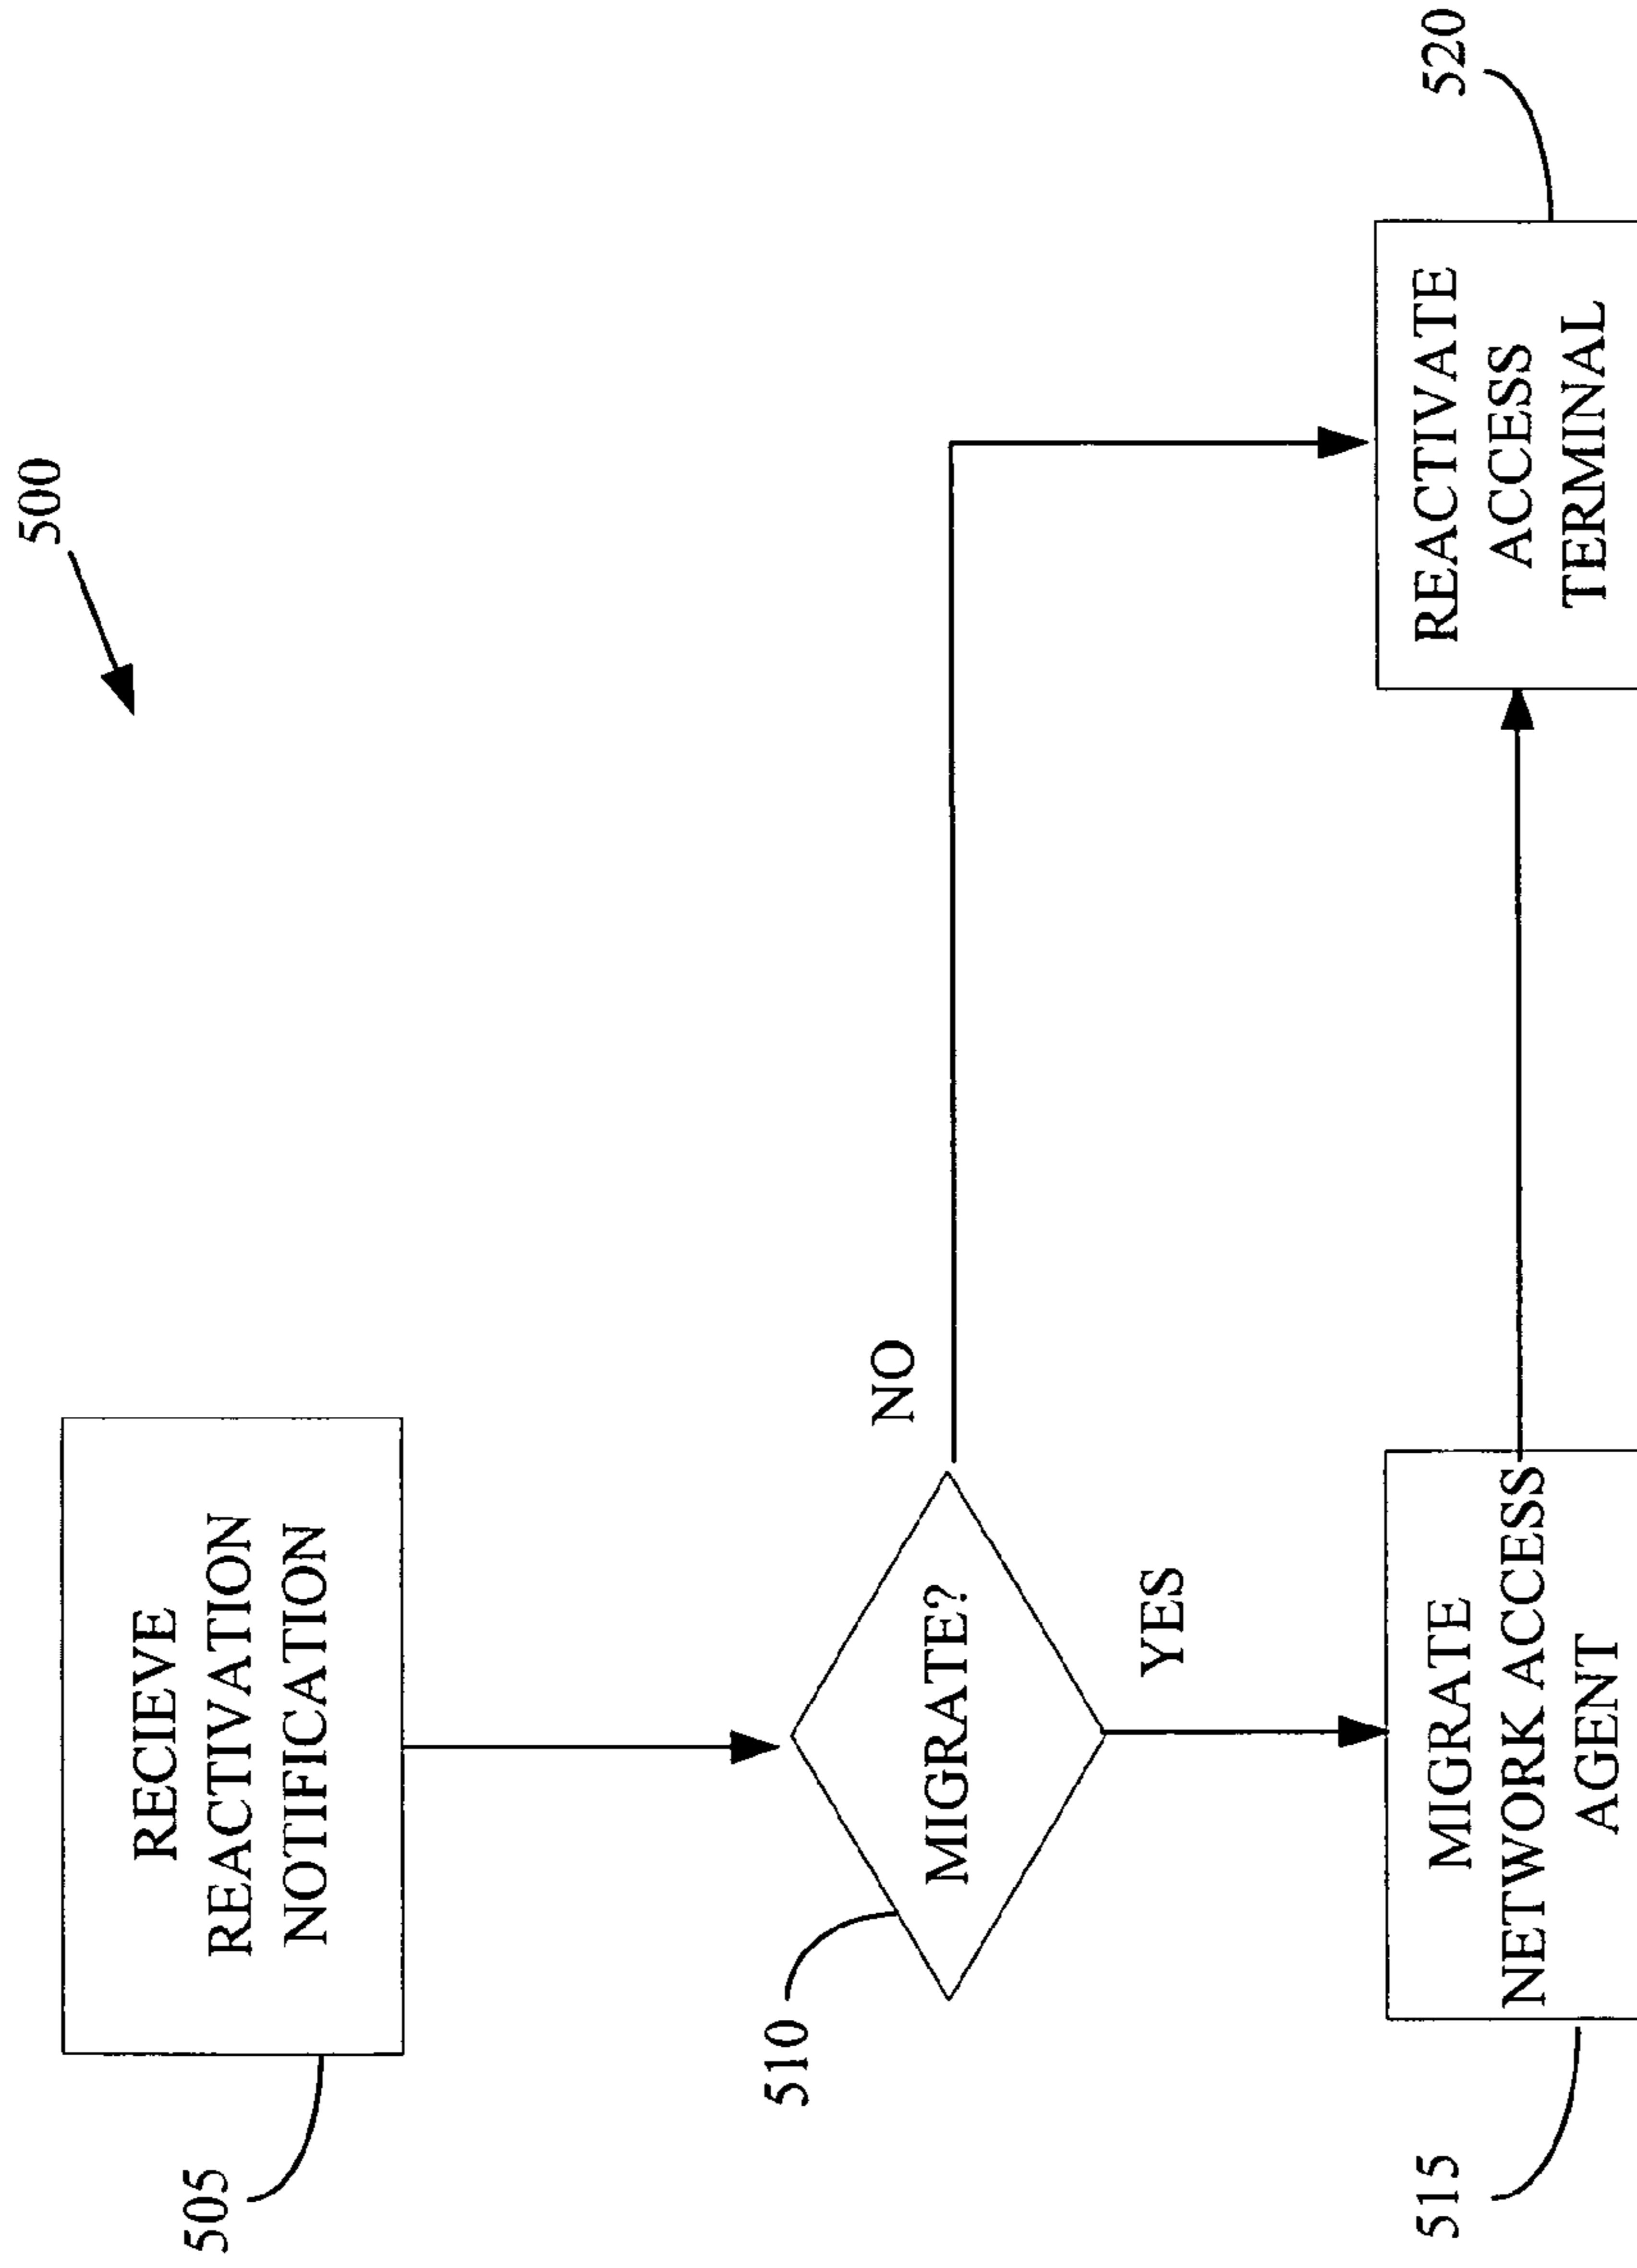 500
RECIEVE
REACTIVATION
NOTIFICATION
505
MIGRATE?
510
NO
YES
MIGRATE
NETWORK ACCESS
AGENT
515
REACTIVATE
ACCESS
TERMINAL
520